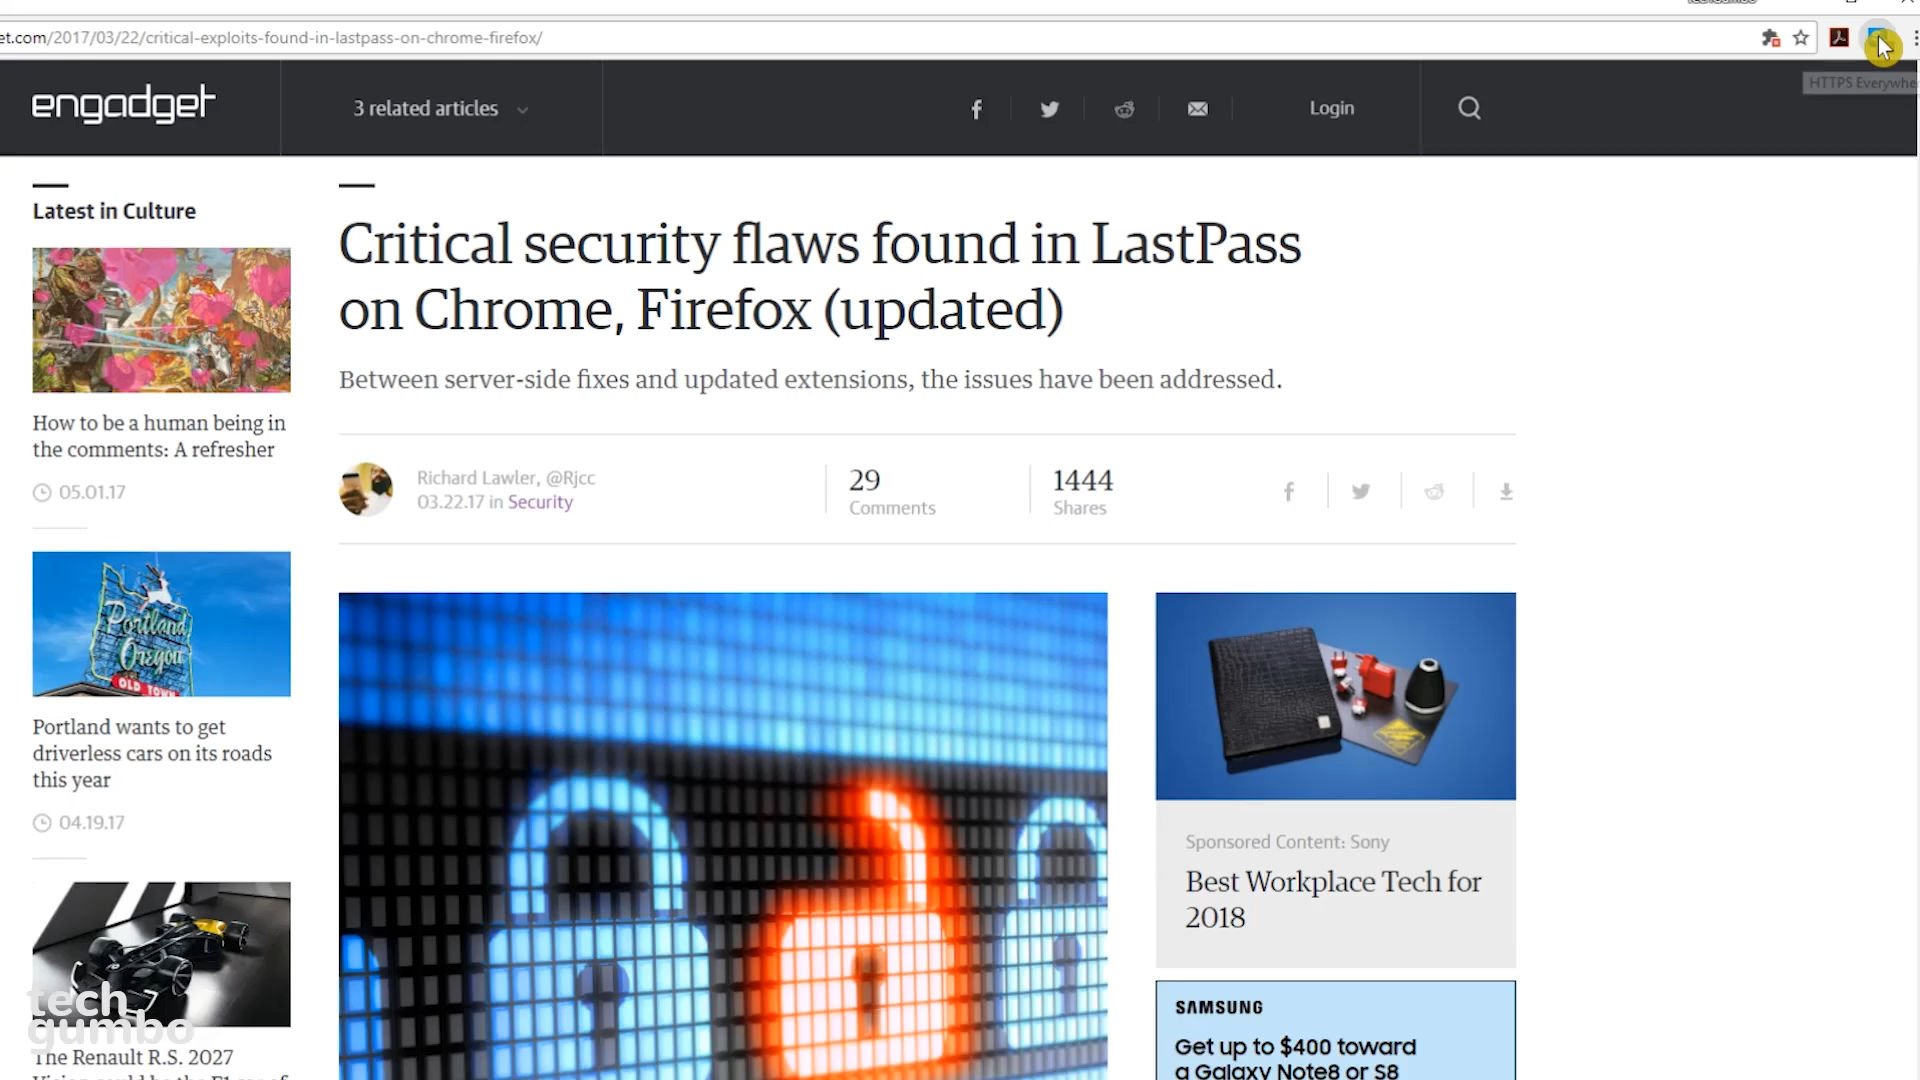 et.com/2017/03/22/critical-exploits-found-in-lastpass-on-chrome-firefox/
HTTPS Everywhe
engadget
3 related articles
Login
Latest in Culture
How to be a human being in
the comments: A refresher
05.01.17
Portland
Oregon
OLD TOWN
Portland wants to get
driverless cars on its roads
this year
04.19.17
The Renault R.S. 2027
Critical security flaws found in LastPass
on Chrome, Firefox (updated)
Between server-side fixes and updated extensions, the issues have been addressed.
Richard Lawler, @Rjcc
03.22.17 in Security
29
Comments
1444
Shares
Sponsored Content: Sony
Best Workplace Tech for
2018
SAMSUNG
Get up to $400 toward
a Galaxy Note8 or S8
tech
gumbo